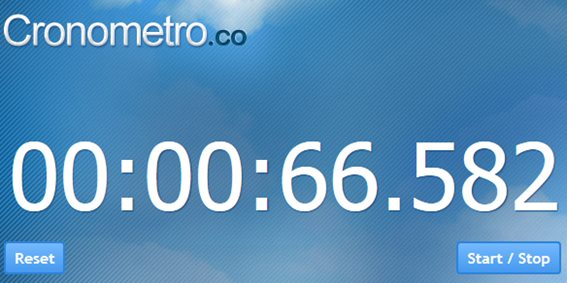 Cronometro.co
00:00:66.582
Reset Start / Stop